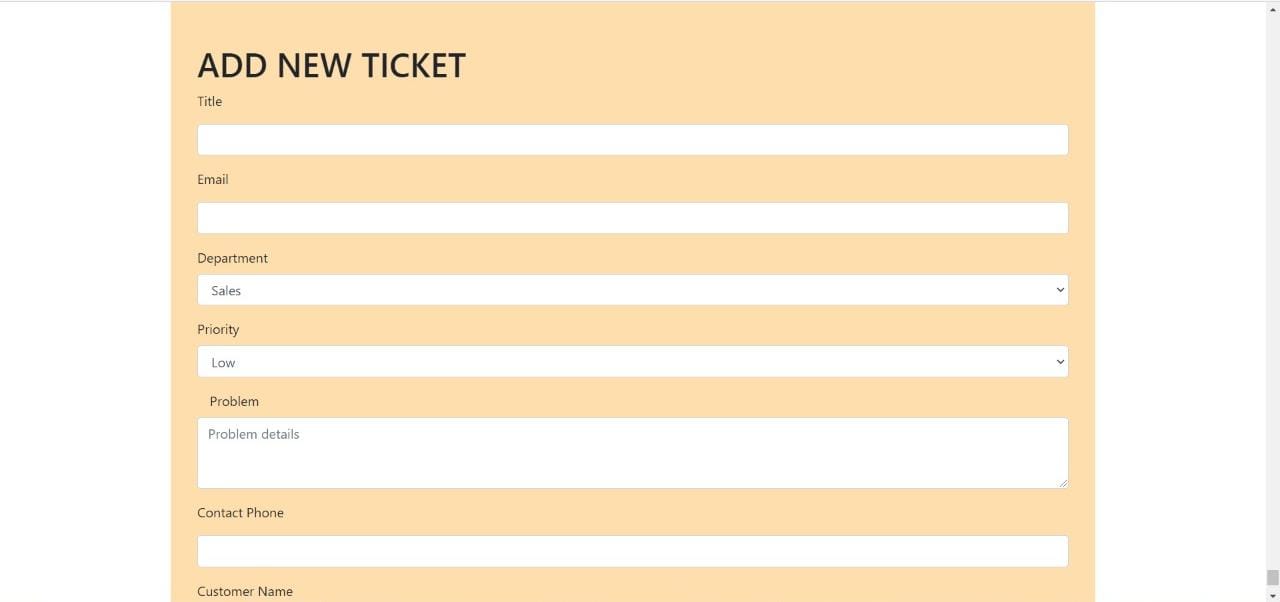 ADD NEW TICKET
Title
Email
Department
Sales
Priority
Low
Problem
Problem details
Contact Phone
Customer Name